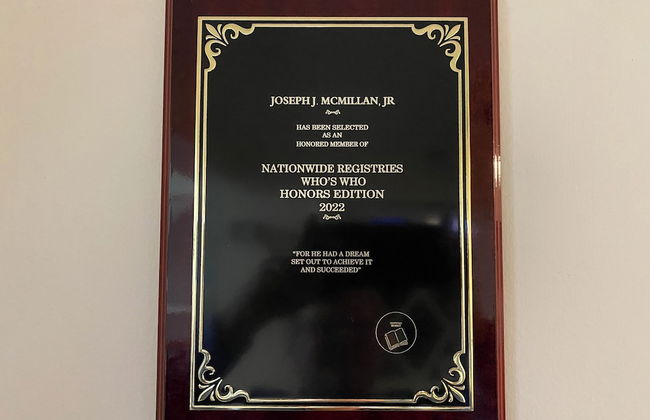 JOSEPH J. MCMILLAN, JR
HAS BEEN SELECTED
AS AN
HONORED MEMBER OF
NATIONWIDE REGISTRIES
WHO'S WHO
HONORS EDITION
2022
"FOR HE HAD A DREAM
SET OUT TO ACHIEVE IT
AND SUCCEEDED"